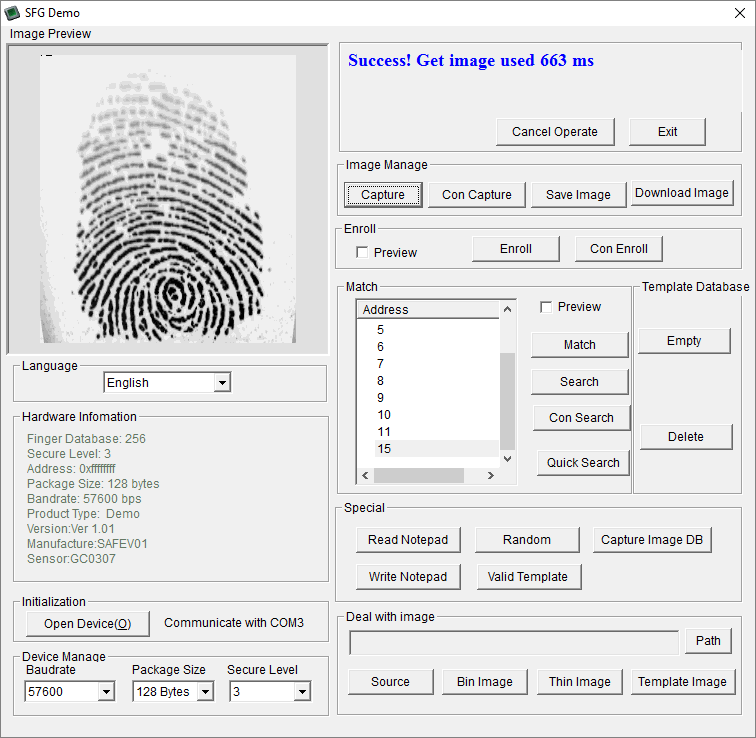 SFG Demo
Image Preview
Success! Get image used 663 ms
Cancel Operate
Exit
Image Manage
Capture
Con Capture
Save Image
Download Image
Enroll
Preview
Enroll
Con Enroll
Match
Address
5
6
7
8
9
10
11
15
Preview
Match
Search
Con Search
Quick Search
Template Database
Empty
Delete
Language
English
Hardware Infomation
Finger Database: 256
Secure Level: 3
Address: 0xffffffff
Package Size: 128 bytes
Bandrate: 57600 bps
Product Type:  Demo
Version:Ver 1.01
Manufacture:SAFEV01
Sensor:GC0307
Special
Read Notepad
Random
Capture Image DB
Write Notepad
Valid Template
Initialization
Open Device(O)
Communicate with COM3
Device Manage
Baudrate
Package Size
Secure Level
57600
128 Bytes
3
Deal with image
Path
Source
Bin Image
Thin Image
Template Image